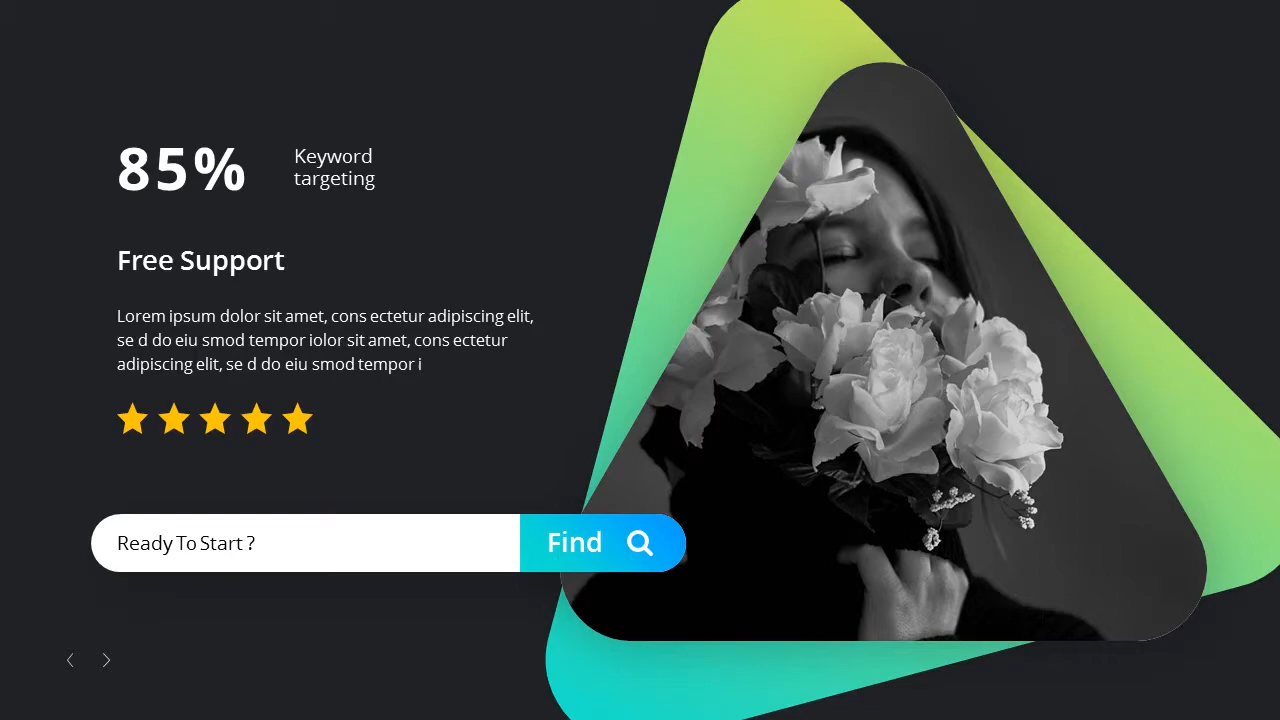 85%
Keyword
targeting
Free Support
Lorem ipsum dolor sit amet, cons ectetur adipiscing elit,
se d do eiu smod tempor iolor sit amet, cons ectetur
adipiscing elit, se d do eiu smod tempor i
Ready To Start ?
Find